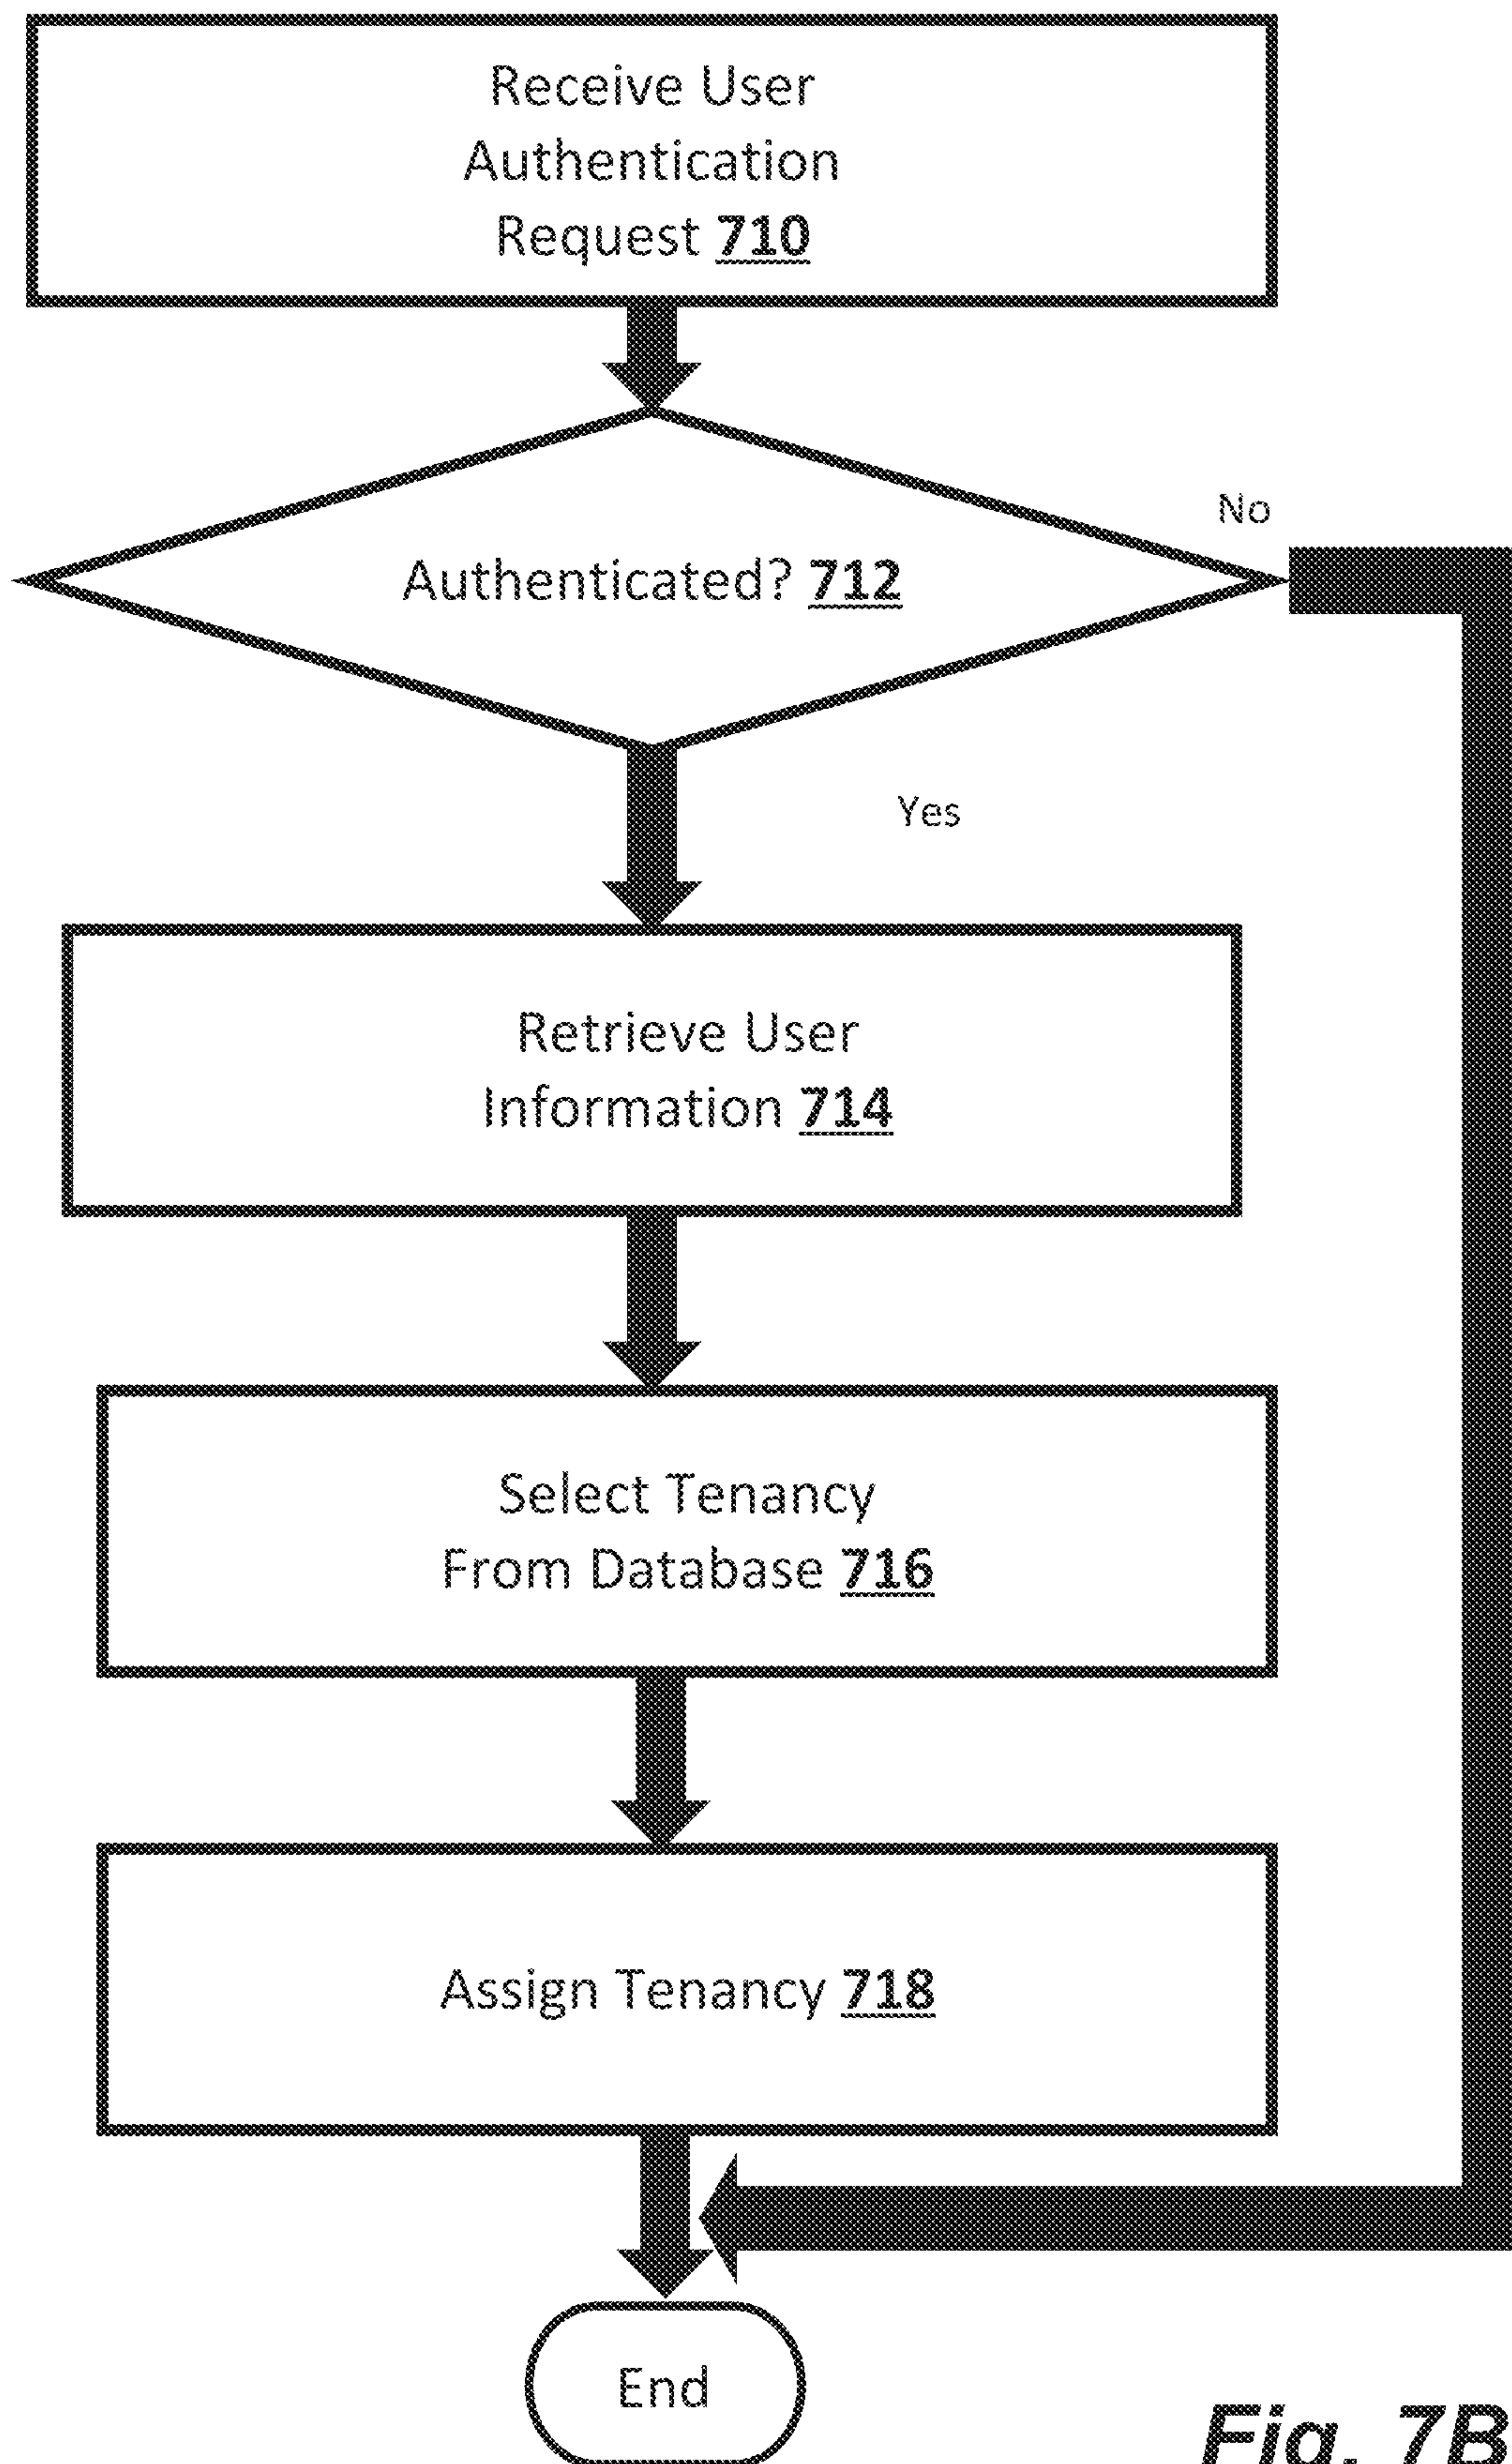 Receive User
Authentication
Request 710
No
Authenticated? 712
Yes
Retrieve User
Information 714
Select Tenancy
From Database 716
Assign Tenancy 718
End
Fig. 7B